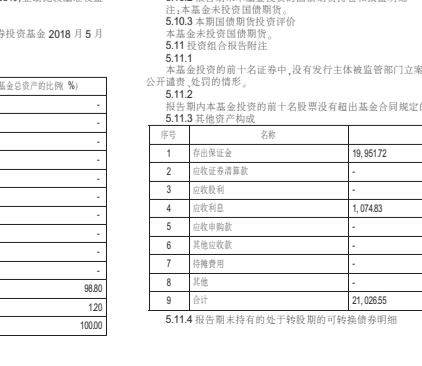 券投资基金 2018 月 5 月
基金总资产的比例( %)
-
-
-
-
-
-
-
-
-
-
98.80
1.20
100.00
注:本基金未投资国债期货。
5.10.3 本期国债期货投资评价
本基金未投资国债期货。
5.11 投资组合报告附注
5.11.1
本基金投资的前十名证券中,没有发行主体被监管部门立案
公开谴责、处罚的情形。
5.11.2
报告期内本基金投资的前十名股票没有超出基金合同规定的
5.11.3 其他资产构成
序号 名称
1 存出保证金 19,951.72
2 应收证券清算款 -
3 应收股利 -
4 应收利息 1,074.83
5 应收申购款 -
6 其他应收款 -
7 待摊费用 -
8 其他 -
9 合计 21,026.55
5.11.4 报告期末持有的处于转股期的可转换债券明细